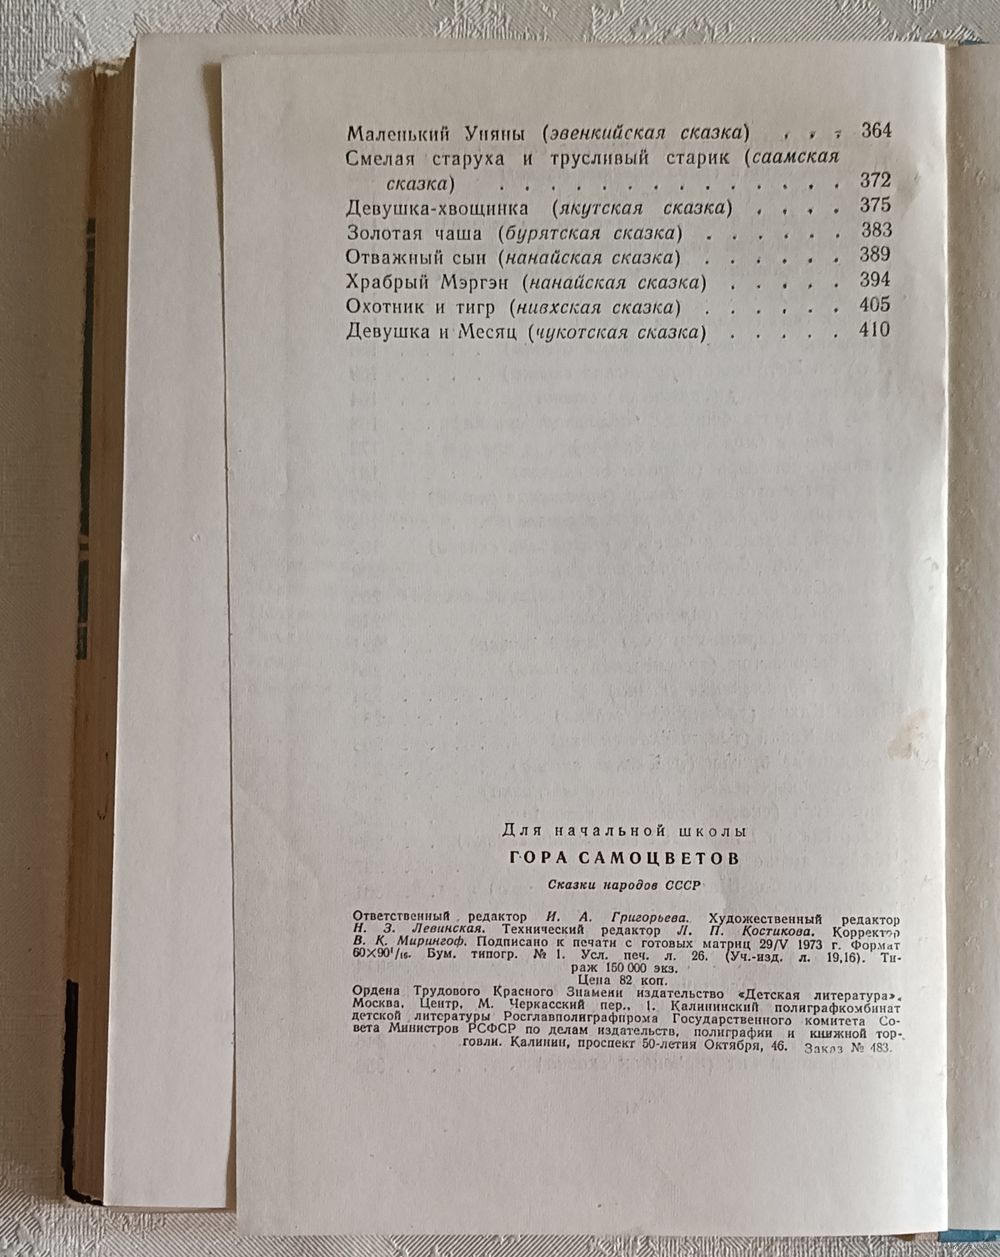 Маленький Уняны (эвенкийская сказка) . . . 364
Смелая старуха и трусливый старик (саамская
сказка) . . . . . . . . . . . . . . 372
Девушка-хвощинка (якутская сказка) . . . . 375
Золотая чаша (бурятская сказка) . . . . . . 383
Отважный сын (нанайская сказка) . . . . . . 389
Храбрый Мэргэн (нанайская сказка) . . . . . 394
Охотник и тигр (нивхская сказка) . . . . . . 405
Девушка и Месяц (чукотская сказка) . . . . . 410
Для начальной школы
ГОРА САМОЦВЕТОВ
Сказки народов СССР
Ответственный редактор И. А. Григорьева. Художественный редактор
Н. З. Левинская. Технический редактор Л. П. Костикова. Корректор
В. К. Мирингоф. Подписано к печати с готовых матриц 29/V 1973 г. Формат
60×90¹/₁₆. Бум. типогр. № 1. Усл. печ. л. 26. (Уч.-изд. л. 19,16). Ти-
раж 150 000 экз.
Цена 82 коп.
Ордена Трудового Красного Знамени издательство «Детская литература».
Москва, Центр, М. Черкасский пер., 1. Калининский полиграфкомбинат
детской литературы Росглавполиграфпрома Государственного комитета Со-
вета Министров РСФСР по делам издательств, полиграфии и книжной тор-
говли. Калинин, проспект 50-летия Октября, 46. Заказ № 483.